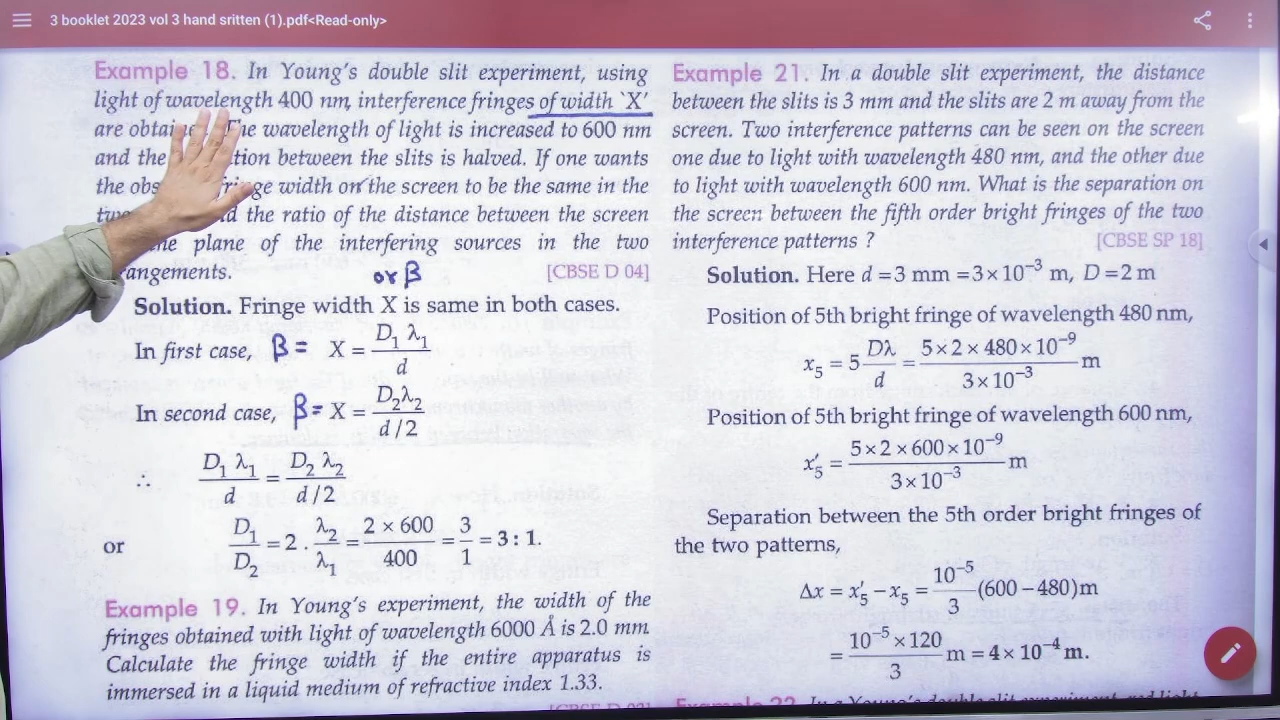 3 booklet 2023 vol 3 hand sritten (1).pdf<Read-only>
Example 18. In Young's double slit experiment, using
light of wavelength 400 nm, interference fringes of width `X'
are The wavelength of light is increased to 600 nm
and the between the slits is halved. If one wants
the fringe width on the screen to be the same in the
the ratio of the distance between the screen
plane of the interfering sources in the two
[CBSE D 04]
or β
Solution. Fringe width X is same in both cases.
In first case, β = X = D₁ λ₁ / d
In second case, β = X = D₂λ₂ / d/2
∴ D₁ λ₁ / d = D₂ λ₂ / d/2
or D₁ / D₂ = 2 . λ₂ / λ₁ = 2 × 600 / 400 = 3 / 1 = 3 : 1.
Example 19. In Young's experiment, the width of the
fringes obtained with light of wavelength 6000 Å is 2.0 mm.
Calculate the fringe width if the entire apparatus is
immersed in a liquid medium of refractive index 1.33.
Example 21. In a double slit experiment, the distance
between the slits is 3 mm and the slits are 2 m away from the
screen. Two interference patterns can be seen on the screen
one due to light with wavelength 480 nm, and the other due
to light with wavelength 600 nm. What is the separation on
the screen between the fifth order bright fringes of the two
interference patterns ? [CBSE SP 18]
Solution. Here d = 3 mm = 3 × 10⁻³ m, D = 2 m
Position of 5th bright fringe of wavelength 480 nm,
x₅ = 5 Dλ / d = 5 × 2 × 480 × 10⁻⁹ / 3 × 10⁻³ m
Position of 5th bright fringe of wavelength 600 nm,
x′₅ = 5 × 2 × 600 × 10⁻⁹ / 3 × 10⁻³ m
Separation between the 5th order bright fringes of
the two patterns,
Δx = x′₅ − x₅ = 10⁻⁵ / 3 (600 − 480) m
= 10⁻⁵ × 120 / 3 m = 4 × 10⁻⁴ m.